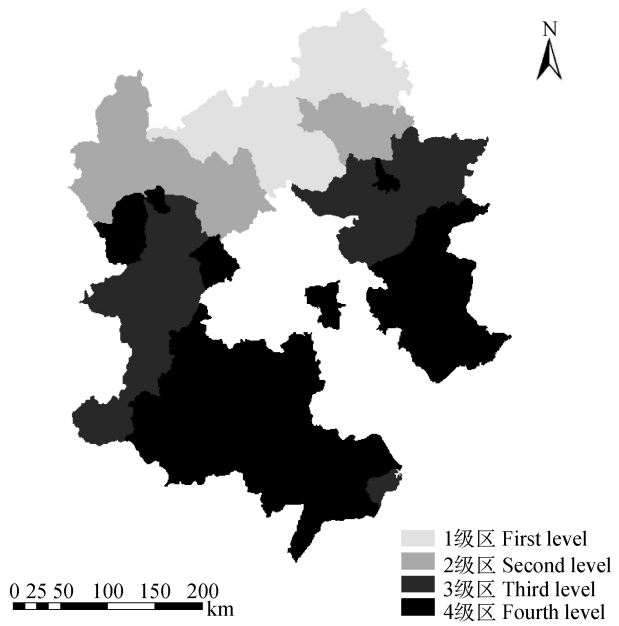 N
1级区 First level
2级区 Second level
3级区 Third level
4级区 Fourth level
0 25 50 100 150 200
km